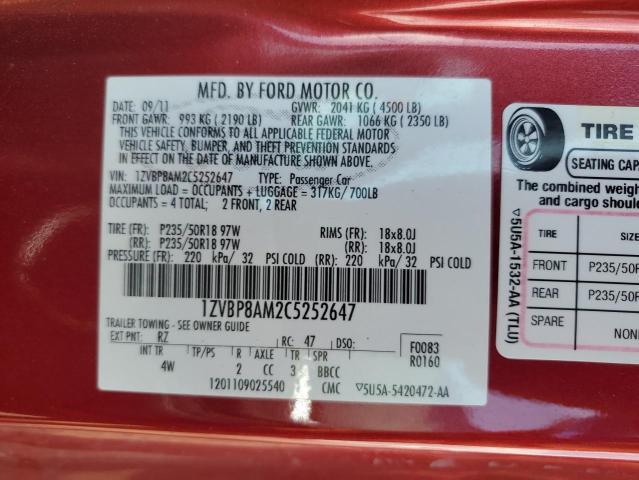 MFD. BY FORD MOTOR CO.
DATE: 09/11 GVWR: 2041 KG ( 4500 LB)
FRONT GAWR: 993 KG ( 2190 LB) REAR GAWR: 1066 KG ( 2350 LB)
THIS VEHICLE CONFORMS TO ALL APPLICABLE FEDERAL MOTOR
VEHICLE SAFETY, BUMPER, AND THEFT PREVENTION STANDARDS
IN EFFECT ON THE DATE OF MANUFACTURE SHOWN ABOVE.
VIN: 1ZVBP8AM2C5252647 TYPE: Passenger Car
MAXIMUM LOAD = OCCUPANTS + LUGGAGE = 317KG/700LB
OCCUPANTS = 4 TOTAL: 2 FRONT, 2 REAR
TIRE (FR): P235/50R18 97W RIMS (FR): 18x8.0J
(RR): P235/50R18 97W (RR): 18x8.0J
PRESSURE (FR): 220 kPa/ 32 PSI COLD (RR): 220 kPa/ 32 PSI COLD
1ZVBP8AM2C5252647
TRAILER TOWING - SEE OWNER GUIDE
EXT PNT: RZ RC: 47 DSO: F0083
R0160
INT TR TP/PS R AXLE TR SPR
4W 2 CC 3 BBCC
1201109025540 CMC ▽5U5A-5420472-AA
TIRE
SEATING CAP
The combined weigh
and cargo shou
TIRE SIZE
FRONT P235/50R
REAR P235/50
SPARE NONE
▽5U5A-1532-AA (TLU)